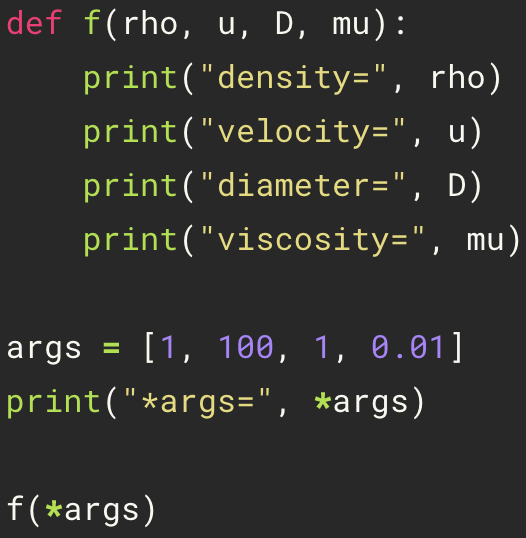 def f(rho, u, D, mu):
    print("density=", rho)
    print("velocity=", u)
    print("diameter=", D)
    print("viscosity=", mu)

args = [1, 100, 1, 0.01]
print("*args=", *args)

f(*args)